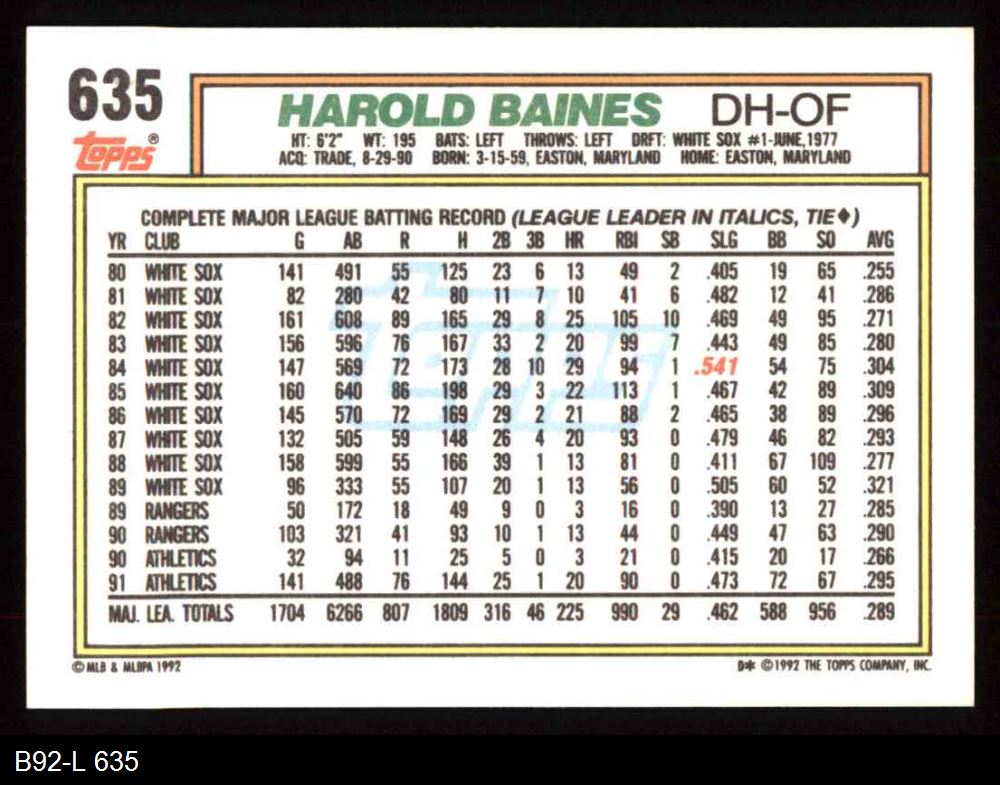 635
Topps®
HAROLD BAINES DH-OF
HT: 6'2" WT: 195 BATS: LEFT THROWS: LEFT DRFT: WHITE SOX #1-JUNE, 1977
ACQ: TRADE, 8-29-90 BORN: 3-15-59, EASTON, MARYLAND HOME: EASTON, MARYLAND
COMPLETE MAJOR LEAGUE BATTING RECORD (LEAGUE LEADER IN ITALICS, TIE♦)
YR CLUB G AB R H 2B 3B HR RBI SB SLG BB SO AVG
80 WHITE SOX 141 491 55 125 23 6 13 49 2 .405 19 65 .255
81 WHITE SOX 82 280 42 80 11 7 10 41 6 .482 12 41 .286
82 WHITE SOX 161 608 89 165 29 8 25 105 10 .469 49 95 .271
83 WHITE SOX 156 596 76 167 33 2 20 99 7 .443 49 85 .280
84 WHITE SOX 147 569 72 173 28 10 29 94 1 .541 54 75 .304
85 WHITE SOX 160 640 86 198 29 3 22 113 1 .467 42 89 .309
86 WHITE SOX 145 570 72 169 29 2 21 88 2 .465 38 89 .296
87 WHITE SOX 132 505 59 148 26 4 20 93 0 .479 46 82 .293
88 WHITE SOX 158 599 55 166 39 1 13 81 0 .411 67 109 .277
89 WHITE SOX 96 333 55 107 20 1 13 56 0 .505 60 52 .321
89 RANGERS 50 172 18 49 9 0 3 16 0 .390 13 27 .285
90 RANGERS 103 321 41 93 10 1 13 44 0 .449 47 63 .290
90 ATHLETICS 32 94 11 25 5 0 3 21 0 .415 20 17 .266
91 ATHLETICS 141 488 76 144 25 1 20 90 0 .473 72 67 .295
MAJ. LEA. TOTALS 1704 6266 807 1809 316 46 225 990 29 .462 588 956 .289
Topps
© MLB & MLBPA 1992 D* ©1992 THE TOPPS COMPANY, INC.
B92-L 635